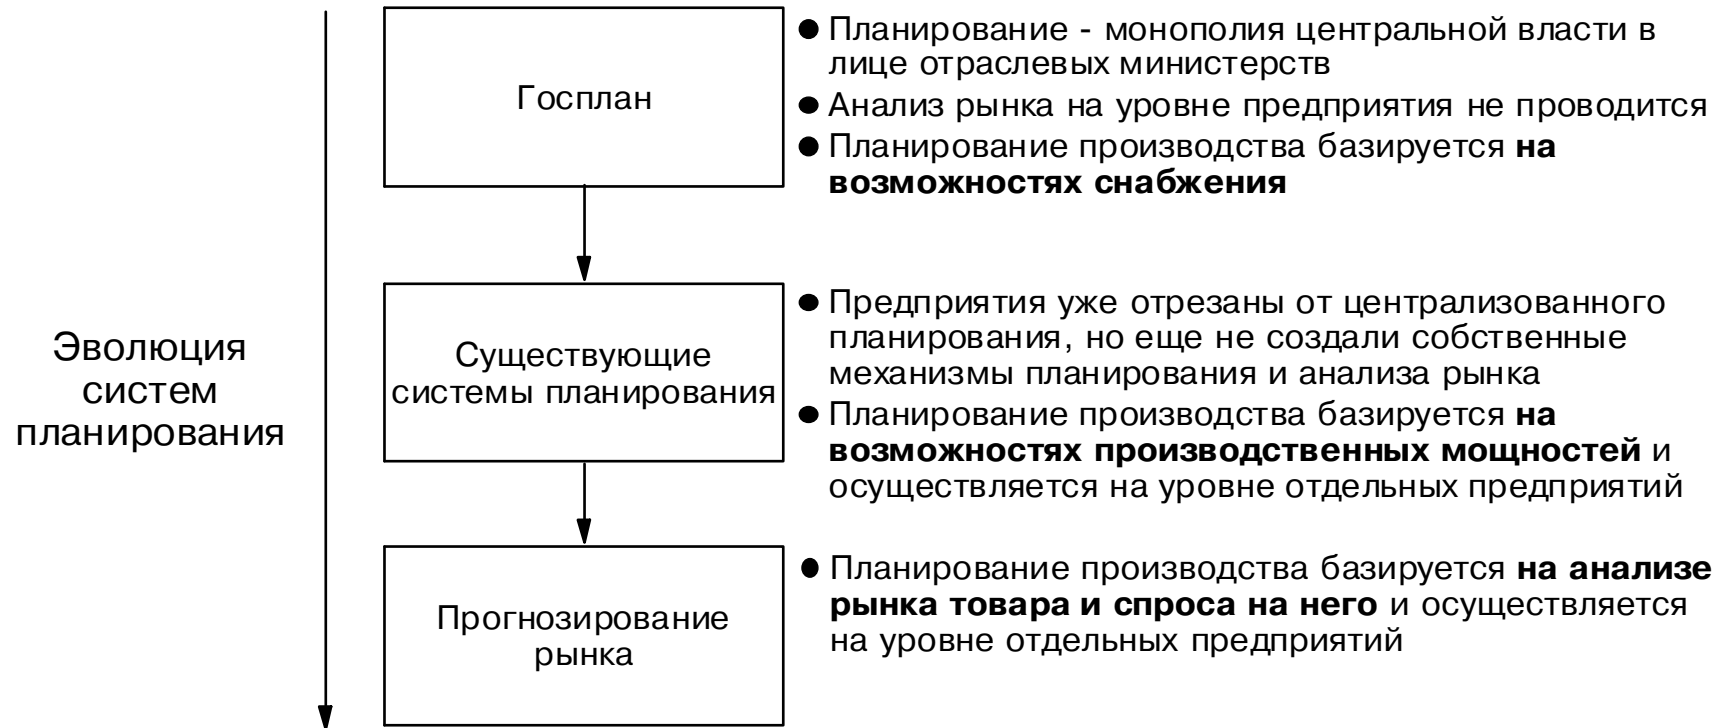 Эволюция
систем
планирования
Госплан
● Планирование - монополия центральной власти в
лице отраслевых министерств
● Анализ рынка на уровне предприятия не проводится
● Планирование производства базируется на
возможностях снабжения
Существующие
системы планирования
● Предприятия уже отрезаны от централизованного
планирования, но еще не создали собственные
механизмы планирования и анализа рынка
● Планирование производства базируется на
возможностях производственных мощностей и
осуществляется на уровне отдельных предприятий
Прогнозирование
рынка
● Планирование производства базируется на анализе
рынка товара и спроса на него и осуществляется
на уровне отдельных предприятий